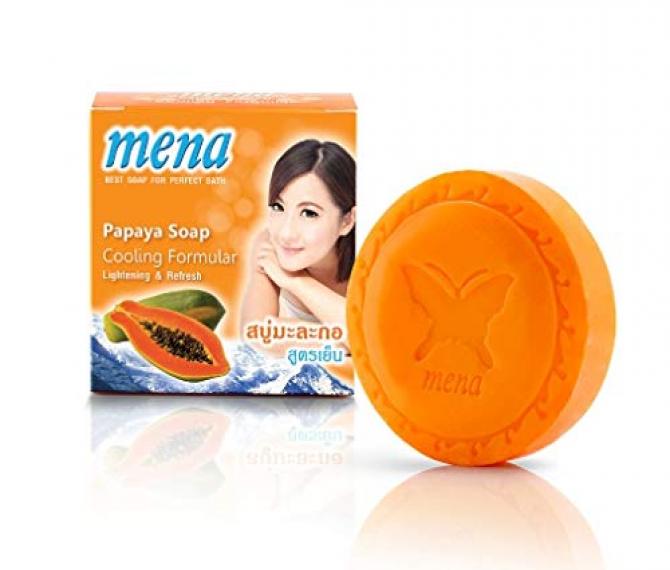 mena
BEST SOAP FOR PERFECT BATH
Papaya Soap
Cooling Formular
Lightening & Refresh
สบู่มะละกอ
สูตรเย็น
mena